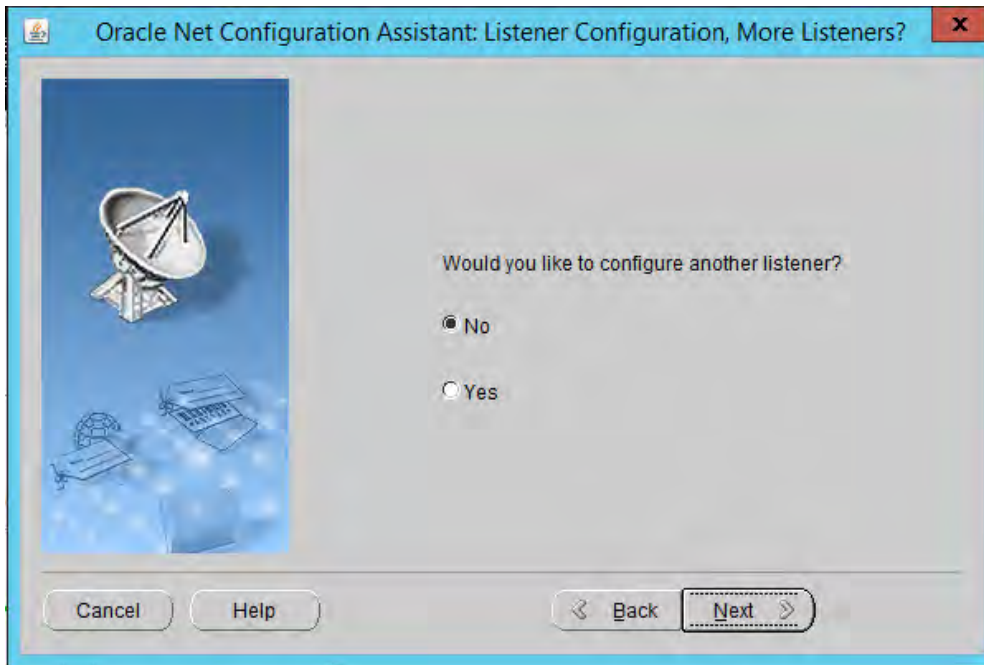 Oracle Net Configuration Assistant: Listener Configuration, More Listeners?
x
Would you like to configure another listener?
No
Yes
Cancel
Help
Back
Next